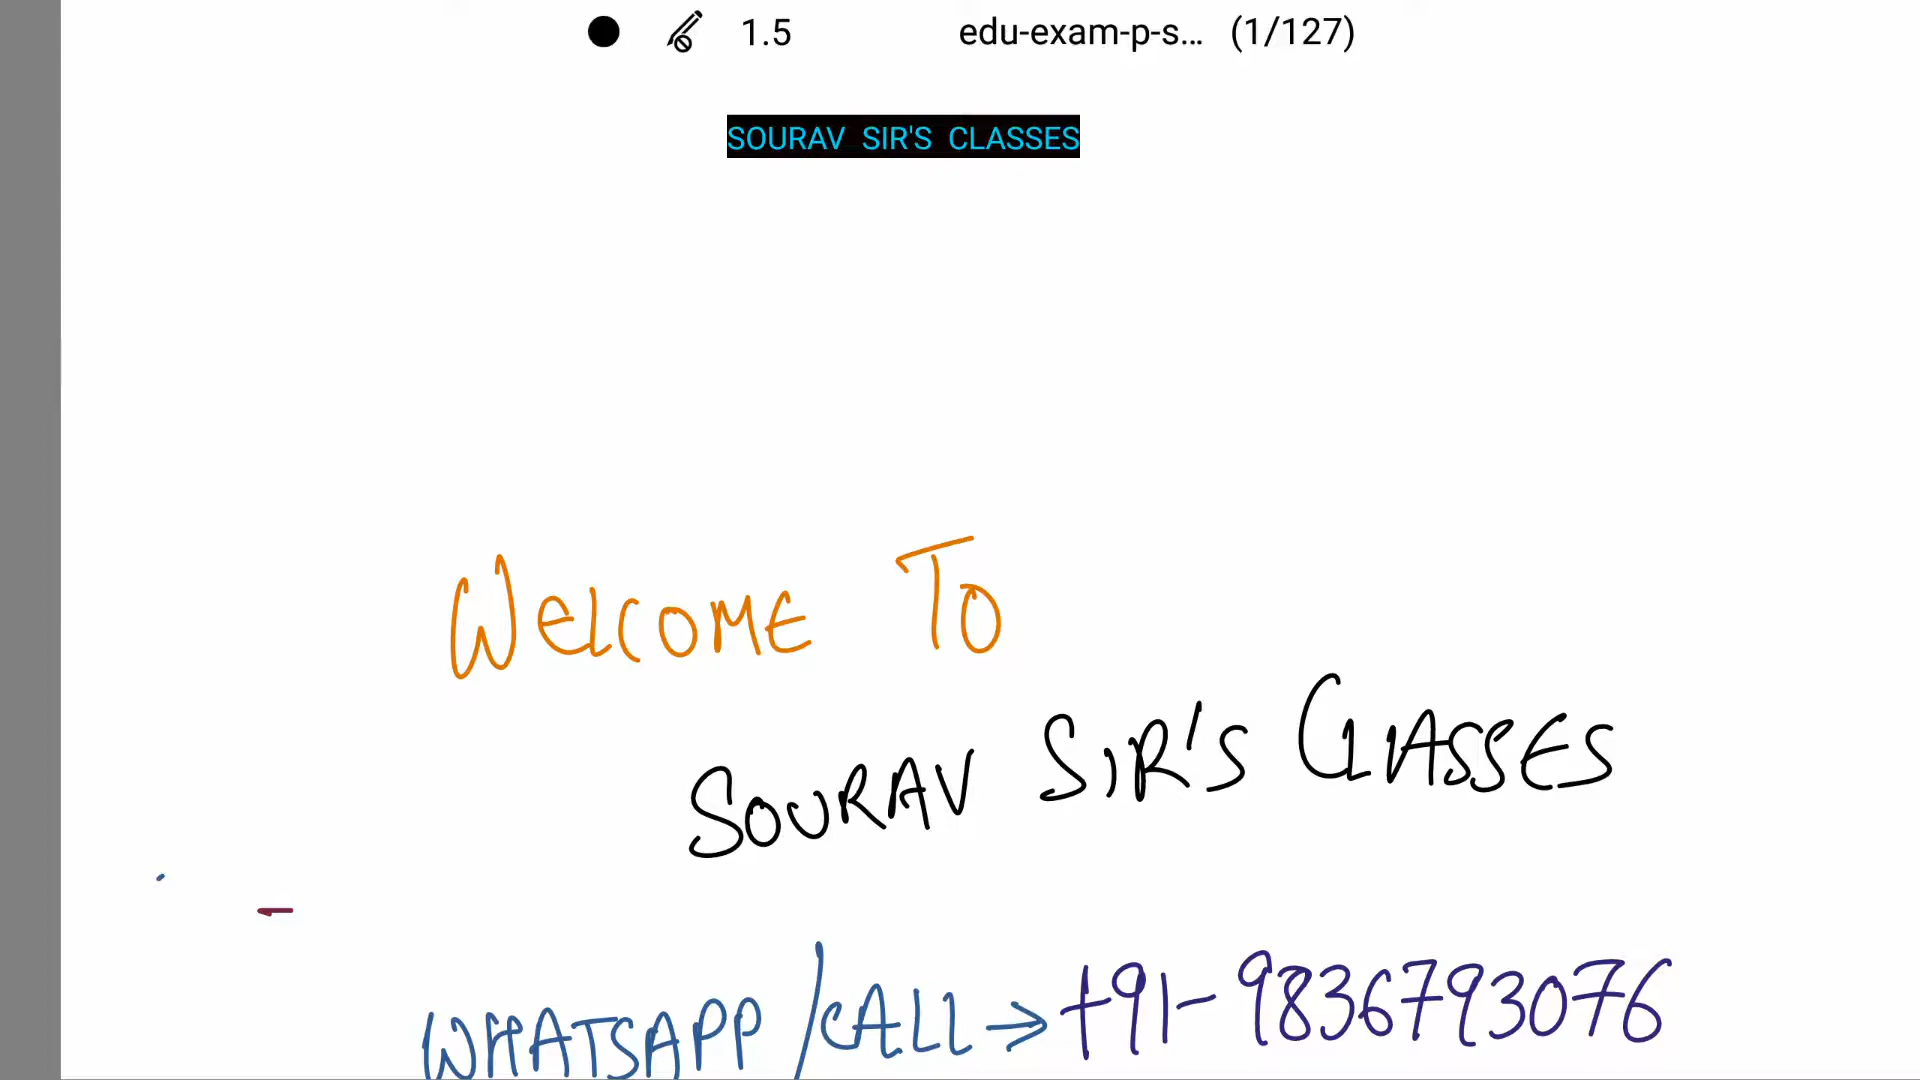 1.5 edu-exam-p-s... (1/127)
SOURAV SIR'S CLASSES
WELCOME TO
SOURAV SIR'S CLASSES
WHATSAPP /CALL → +91- 9836793076